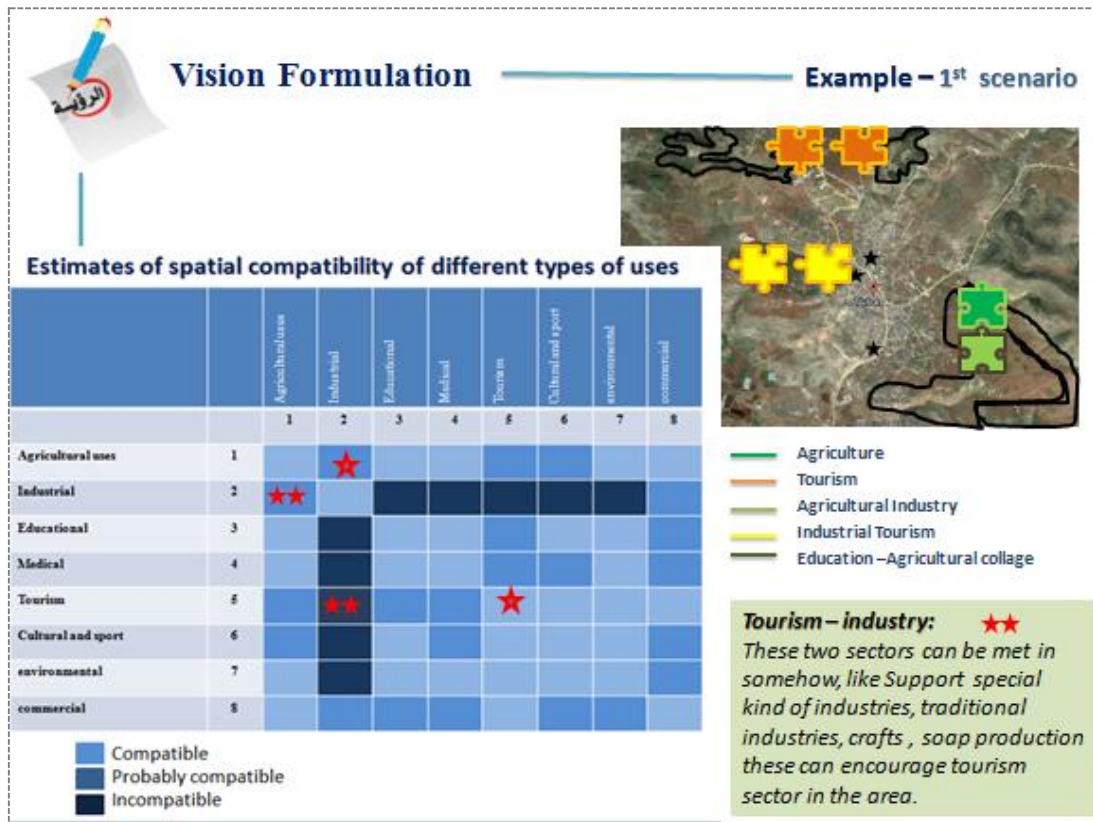 الرؤية
Vision Formulation
Example – 1st scenario
Estimates of spatial compatibility of different types of uses
Agricultural uses
Industrial
Educational
Medical
Tourism
Cultural and sport
environmental
commercial
1 2 3 4 5 6 7 8
Agricultural uses 1
Industrial 2
Educational 3
Medical 4
Tourism 5
Cultural and sport 6
environmental 7
commercial 8
Compatible
Probably compatible
Incompatible
Agriculture
Tourism
Agricultural Industry
Industrial Tourism
Education –Agricultural collage
Tourism – industry:
These two sectors can be met in
somehow, like Support special
kind of industries, traditional
industries, crafts , soap production
these can encourage tourism
sector in the area.